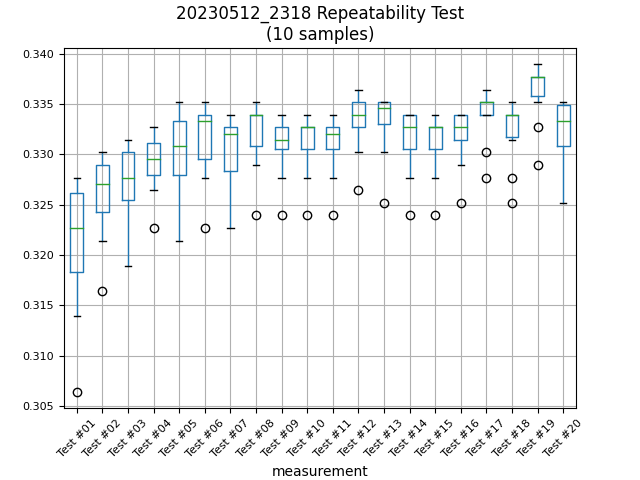 20230512_2318 Repeatability Test
(10 samples)
0.340
0.335
0.330
0.325
0.320
0.315
0.310
0.305
Test #01
Test #02
Test #03
Test #04
Test #05
Test #06
Test #07
Test #08
Test #09
Test #10
Test #11
Test #12
Test #13
Test #14
Test #15
Test #16
Test #17
Test #18
Test #19
Test #20
measurement